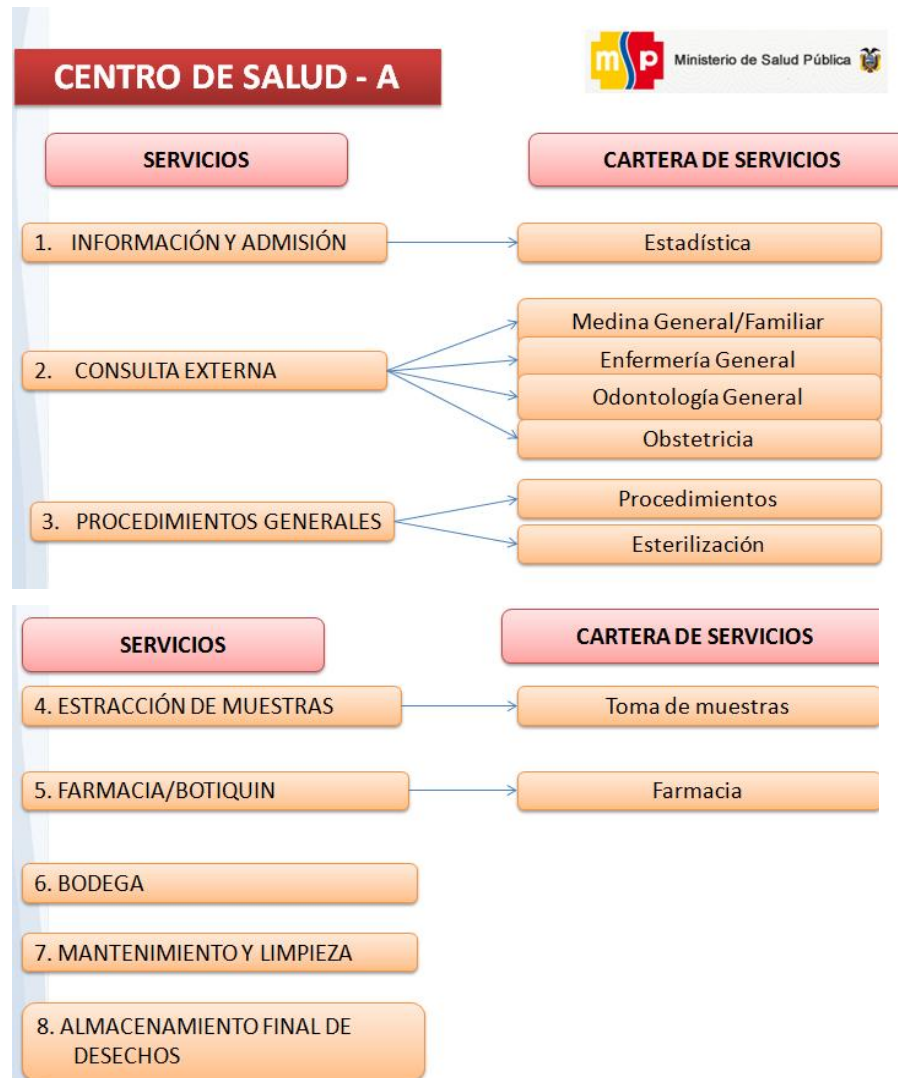 CENTRO DE SALUD - A
msp Ministerio de Salud Pública
SERVICIOS
CARTERA DE SERVICIOS
1. INFORMACIÓN Y ADMISIÓN
Estadística
2. CONSULTA EXTERNA
Medina General/Familiar
Enfermería General
Odontología General
Obstetricia
3. PROCEDIMIENTOS GENERALES
Procedimientos
Esterilización
SERVICIOS
CARTERA DE SERVICIOS
4. ESTRACCIÓN DE MUESTRAS
Toma de muestras
5. FARMACIA/BOTIQUIN
Farmacia
6. BODEGA
7. MANTENIMIENTO Y LIMPIEZA
8. ALMACENAMIENTO FINAL DE
DESECHOS